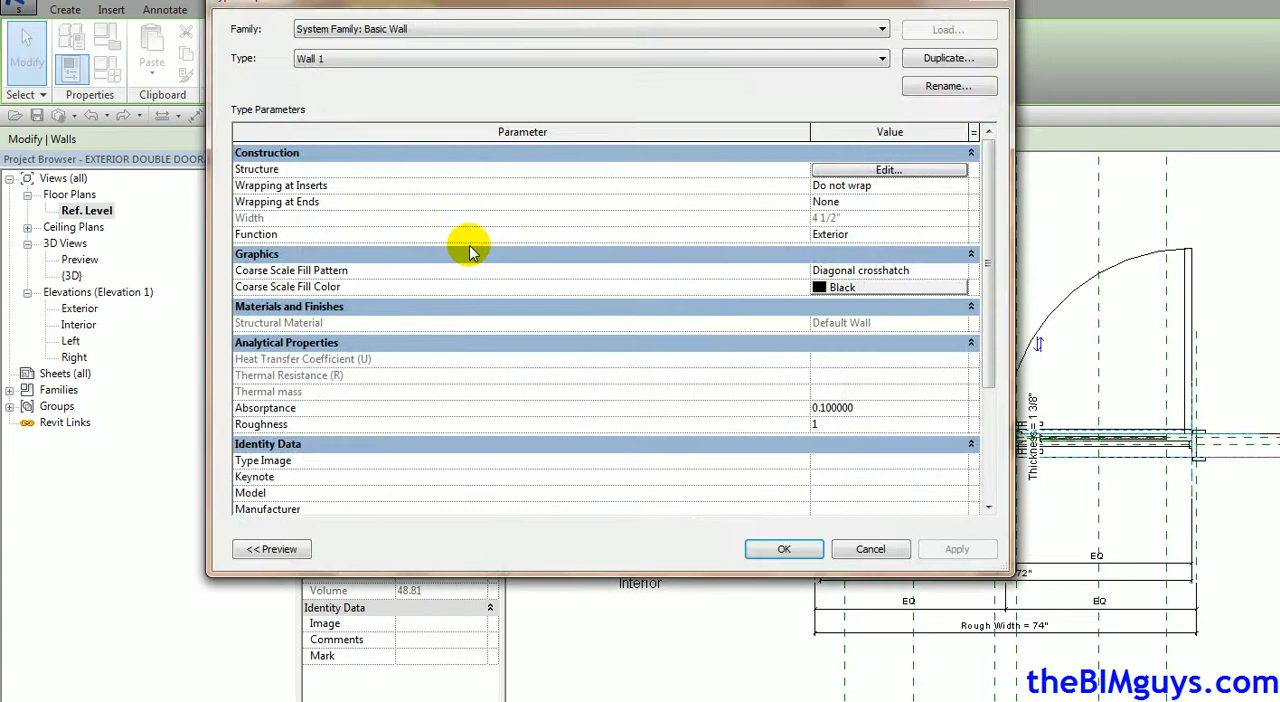 Create Insert Annotate
Family: System Family: Basic Wall Load...
Type: Wall 1 Duplicate...
Rename...
Modify
Paste
Select Properties Clipboard
Type Parameters
Modify | Walls
Project Browser - EXTERIOR DOUBLE DOOR
Views (all)
Floor Plans
Ref. Level
Ceiling Plans
3D Views
Preview
{3D}
Elevations (Elevation 1)
Exterior
Interior
Left
Right
Sheets (all)
Families
Groups
Revit Links
Parameter Value =
Construction
Structure Edit...
Wrapping at Inserts Do not wrap
Wrapping at Ends None
Width 4 1/2"
Function Exterior
Graphics
Coarse Scale Fill Pattern Diagonal crosshatch
Coarse Scale Fill Color Black
Materials and Finishes
Structural Material Default Wall
Analytical Properties
Heat Transfer Coefficient (U)
Thermal Resistance (R)
Thermal mass
Absorptance 0.100000
Roughness 1
Identity Data
Type Image
Keynote
Model
Manufacturer
<< Preview OK Cancel Apply
Volume 48.81
Identity Data
Image
Comments
Mark
Interior
Thickness = 1 3/8"
EQ
72"
EQ EQ
Rough Width = 74"
theBIMguys.com